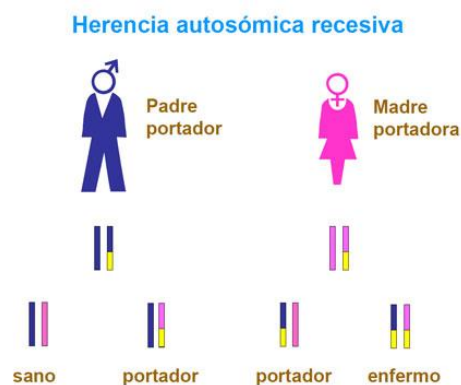 Herencia autosómica recesiva
Padre
portador
Madre
portadora
sano
portador
portador
enfermo